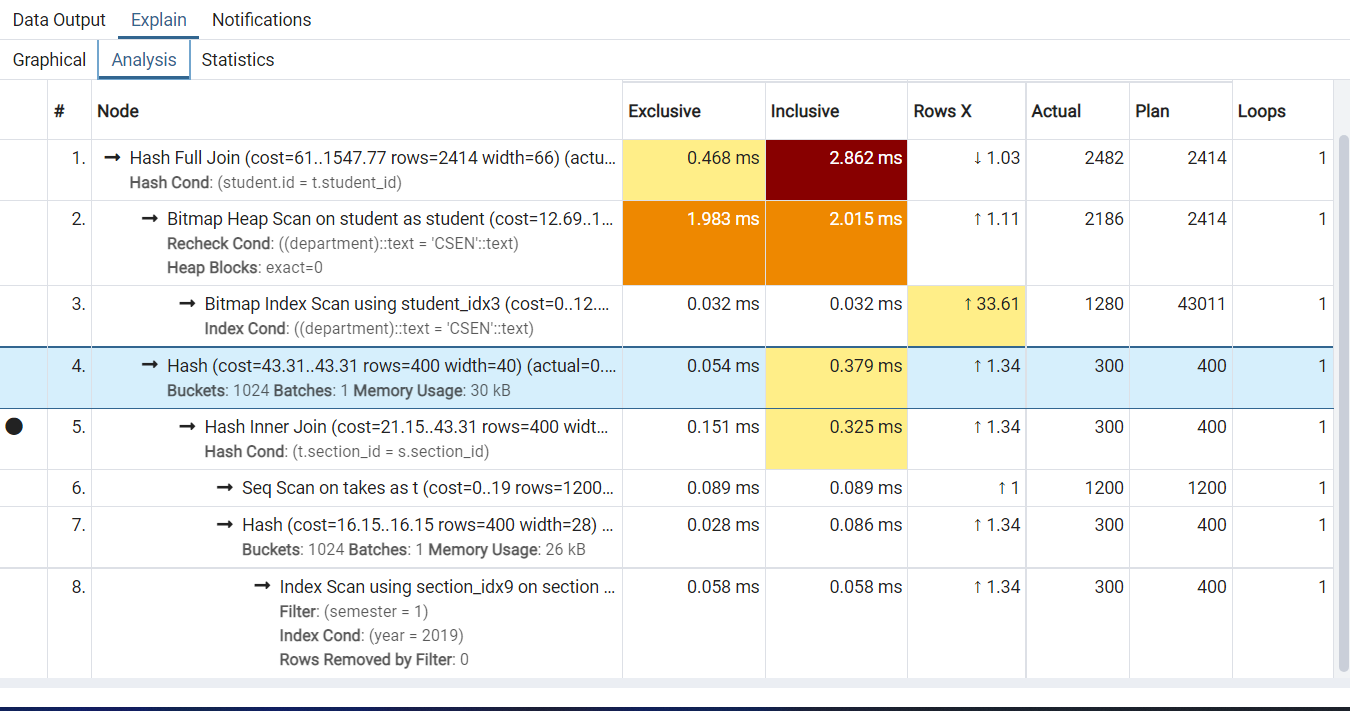 Data Output Explain Notifications
Graphical Analysis Statistics
# Node Exclusive Inclusive Rows X Actual Plan Loops
1. → Hash Full Join (cost=61..1547.77 rows=2414 width=66) (actu... 0.468 ms 2.862 ms ↓ 1.03 2482 2414 1
Hash Cond: (student.id = t.student_id)
2. → Bitmap Heap Scan on student as student (cost=12.69..1... 1.983 ms 2.015 ms ↑ 1.11 2186 2414 1
Recheck Cond: ((department)::text = 'CSEN'::text)
Heap Blocks: exact=0
3. → Bitmap Index Scan using student_idx3 (cost=0..12.... 0.032 ms 0.032 ms ↑ 33.61 1280 43011 1
Index Cond: ((department)::text = 'CSEN'::text)
4. → Hash (cost=43.31..43.31 rows=400 width=40) (actual=0.... 0.054 ms 0.379 ms ↑ 1.34 300 400 1
Buckets: 1024 Batches: 1 Memory Usage: 30 kB
5. → Hash Inner Join (cost=21.15..43.31 rows=400 widt... 0.151 ms 0.325 ms ↑ 1.34 300 400 1
Hash Cond: (t.section_id = s.section_id)
6. → Seq Scan on takes as t (cost=0..19 rows=1200... 0.089 ms 0.089 ms ↑ 1 1200 1200 1
7. → Hash (cost=16.15..16.15 rows=400 width=28) ... 0.028 ms 0.086 ms ↑ 1.34 300 400 1
Buckets: 1024 Batches: 1 Memory Usage: 26 kB
8. → Index Scan using section_idx9 on section ... 0.058 ms 0.058 ms ↑ 1.34 300 400 1
Filter: (semester = 1)
Index Cond: (year = 2019)
Rows Removed by Filter: 0